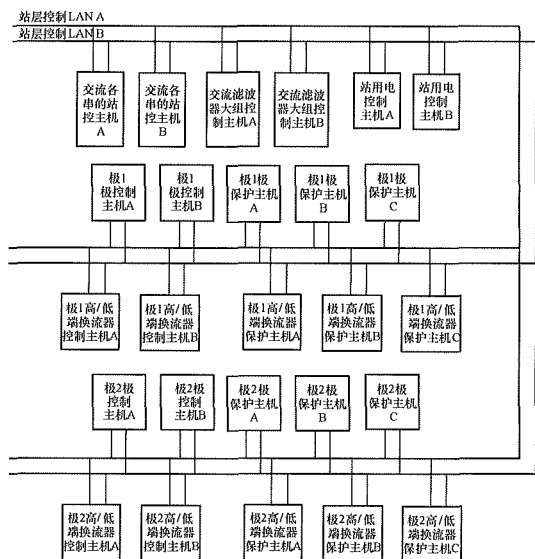 站层控制LAN A
站层控制LAN B
交流各
串的站
控主机
A
交流各
串的站
控主机
B
交流滤波
器大组控
制主机A
交流滤波
器大组控
制主机B
站用电
控制
主机A
站用电
控制
主机B
极1
极控制
主机A
极1
极控制
主机B
极1极
保护主机
A
极1极
保护主机
B
极1极
保护主机
C
极1高/低
端换流器
控制主机A
极1高/低
端换流器
控制主机B
极1高/低
端换流器
保护主机A
极1高/低
端换流器
保护主机B
极1高/低
端换流器
保护主机C
极2极
控制
主机A
极2极
控制
主机B
极2极
保护主机
A
极2极
保护主机
B
极2极
保护主机
C
极2高/低
端换流器
控制主机A
极2高/低
端换流器
控制主机B
极2高/低
端换流器
保护主机A
极2高/低
端换流器
保护主机B
极2高/低
端换流器
保护主机C